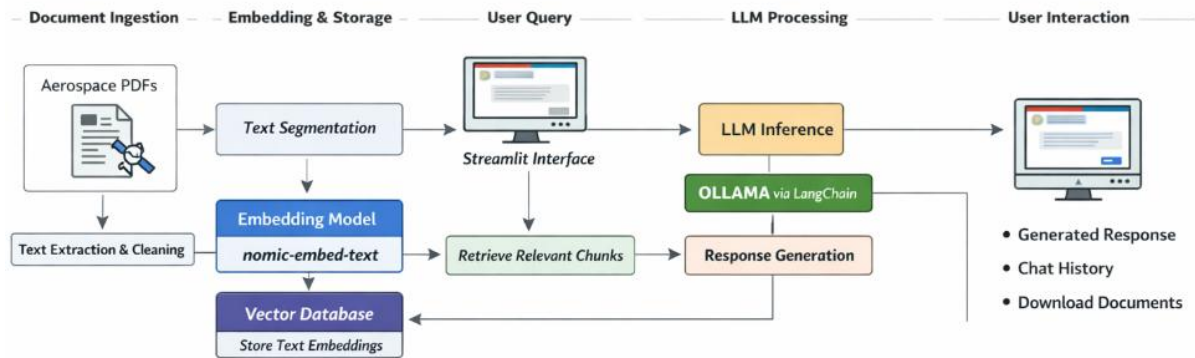 Document Ingestion
Embedding & Storage
User Query
LLM Processing
User Interaction
Aerospace PDFs
Text Extraction & Cleaning
Text Segmentation
Embedding Model
nomic-embed-text
Vector Database
Store Text Embeddings
Streamlit Interface
Retrieve Relevant Chunks
LLM Inference
OLLAMA via LangChain
Response Generation
• Generated Response
• Chat History
• Download Documents